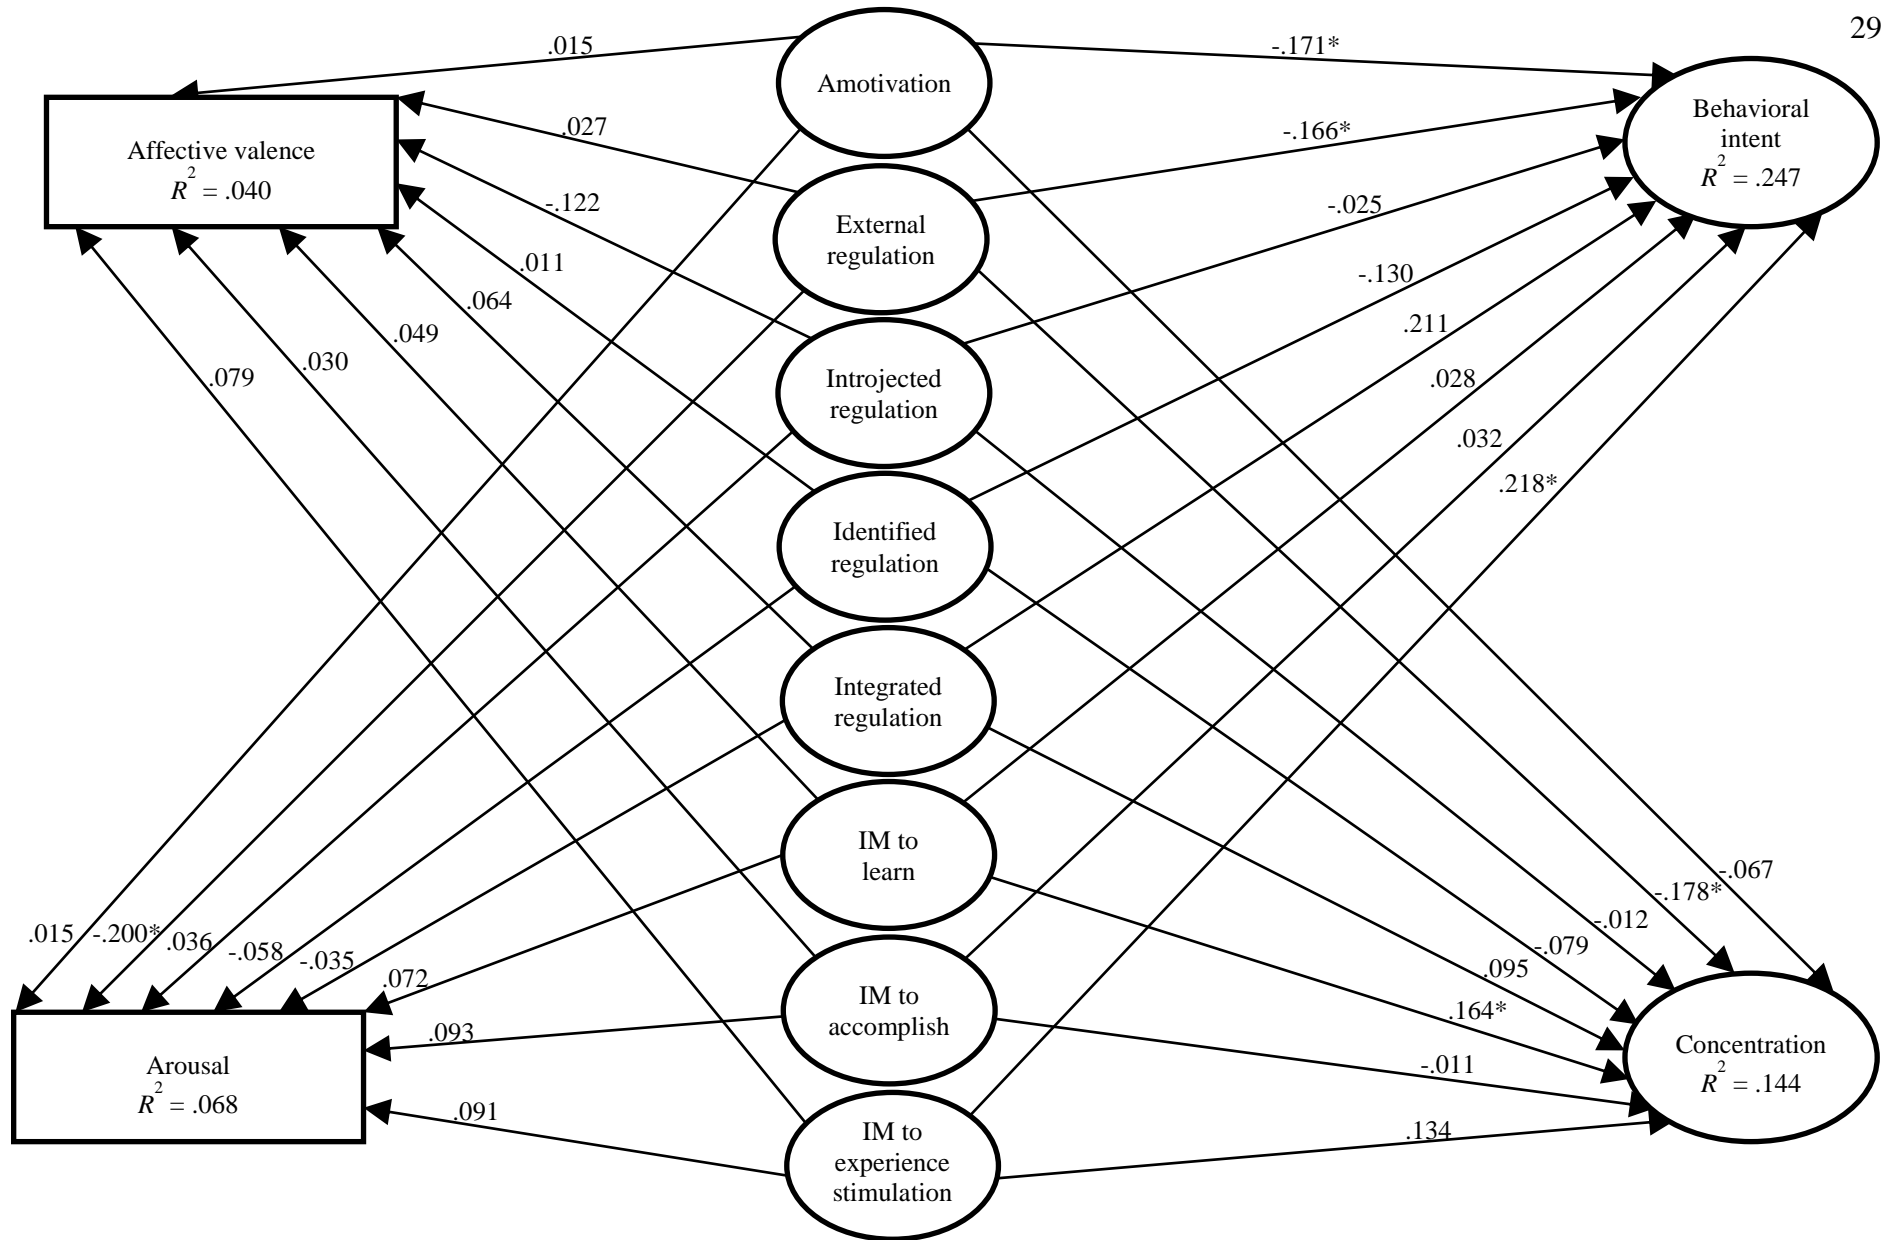 29
.015
-.171*
Amotivation
Behavioral
intent
R2 = .247
.027
-.166*
Affective valence
R2 = .040
-.122
-.025
External
regulation
.011
-.130
.064
.211
.049
.030
.079
Introjected
regulation
.028
.032
.218*
Identified
regulation
Integrated
regulation
IM to
learn
-.067
-.178*
-.012
-.079
.095
.164*
.015
-.200*
.036
-.058
-.035
.072
IM to
accomplish
.093
-.011
Arousal
R2 = .068
Concentration
R2 = .144
.091
.134
IM to
experience
stimulation